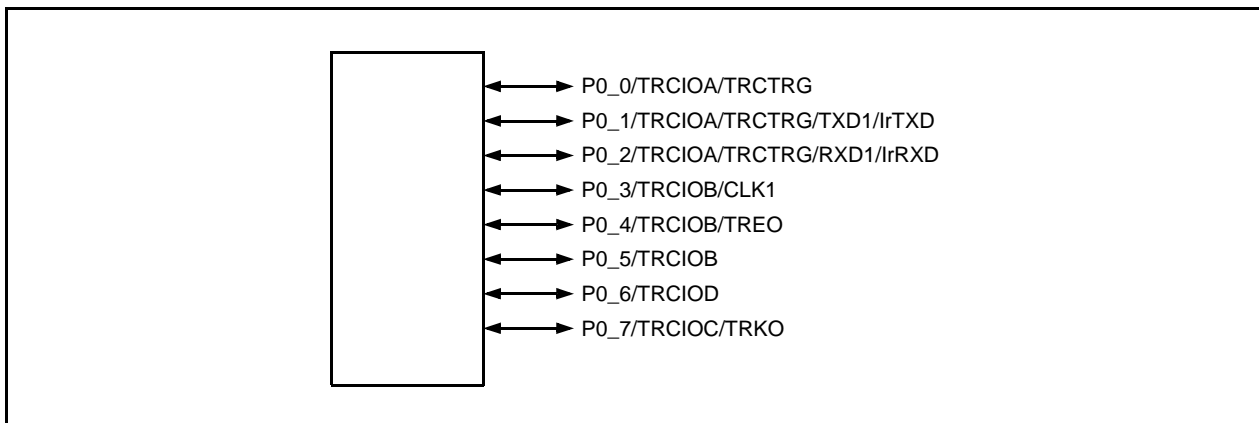 P0_0/TRCIOA/TRCTRG
P0_1/TRCIOA/TRCTRG/TXD1/IrTXD
P0_2/TRCIOA/TRCTRG/RXD1/IrRXD
P0_3/TRCIOB/CLK1
P0_4/TRCIOB/TREO
P0_5/TRCIOB
P0_6/TRCIOD
P0_7/TRCIOC/TRKO